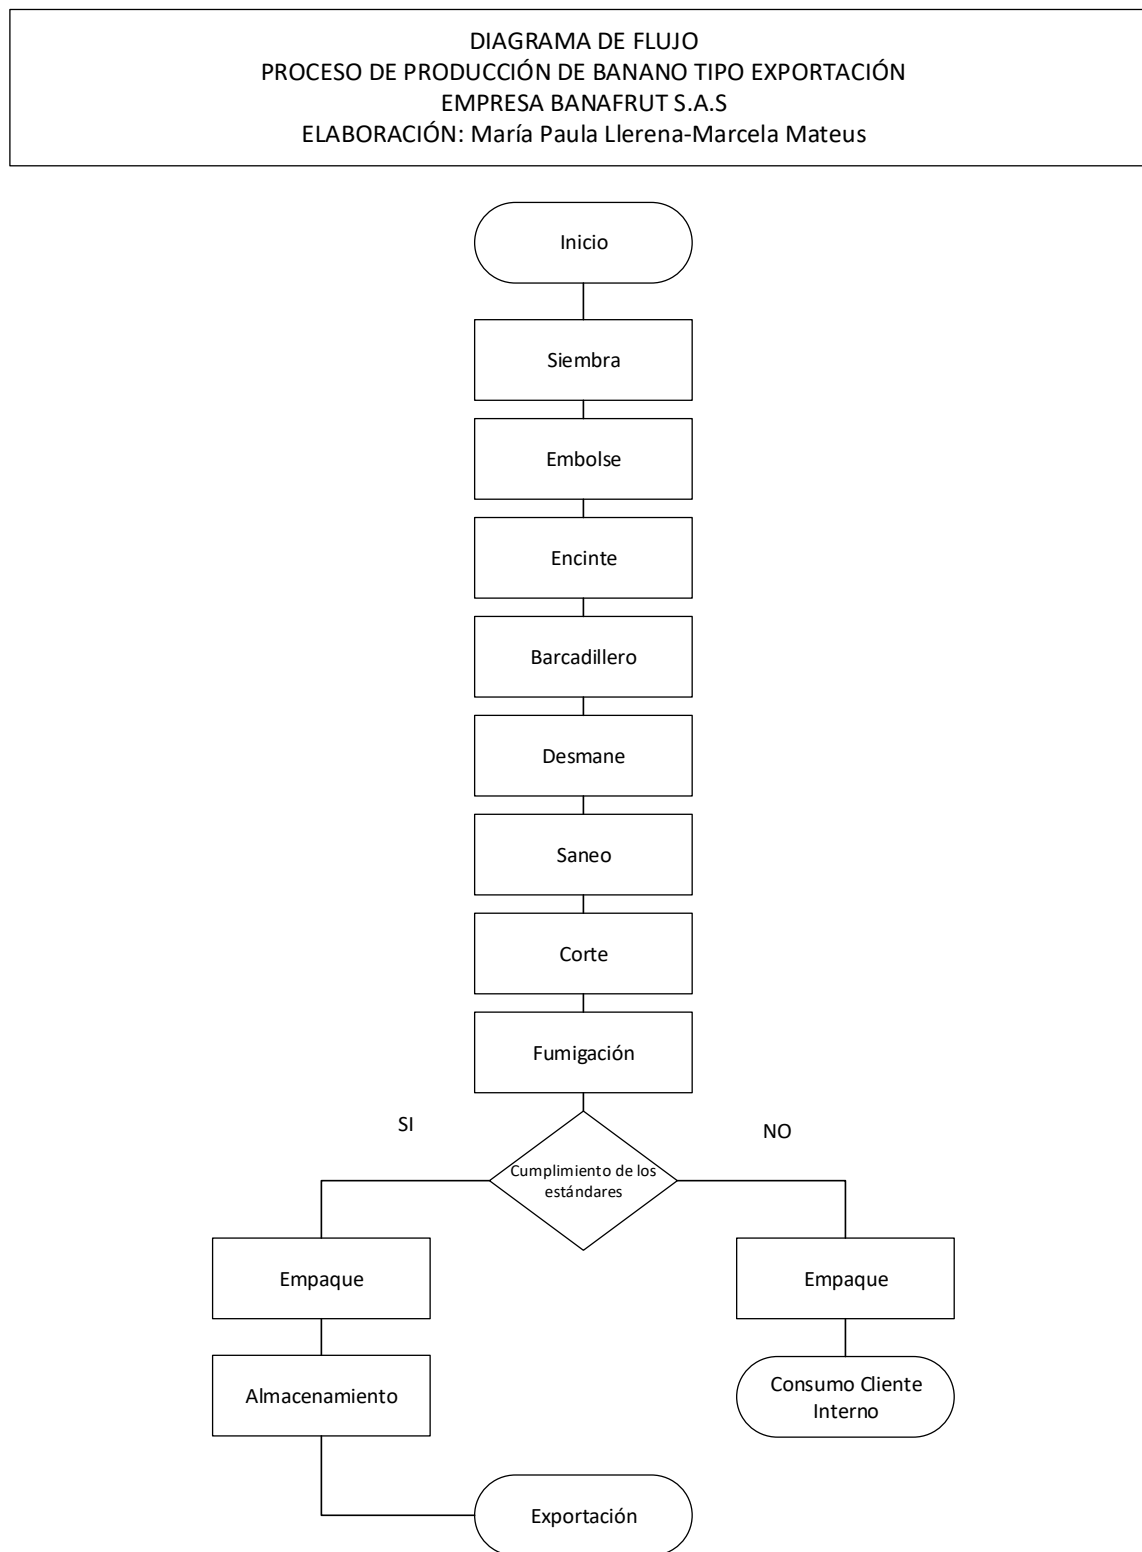 DIAGRAMA DE FLUJO
PROCESO DE PRODUCCIÓN DE BANANO TIPO EXPORTACIÓN
EMPRESA BANAFRUT S.A.S
ELABORACIÓN: María Paula Llerena-Marcela Mateus
Inicio
Siembra
Embolse
Encinte
Barcadillero
Desmane
Saneo
Corte
Fumigación
SI
NO
Cumplimiento de los
estándares
Empaque
Empaque
Almacenamiento
Consumo Cliente
Interno
Exportación